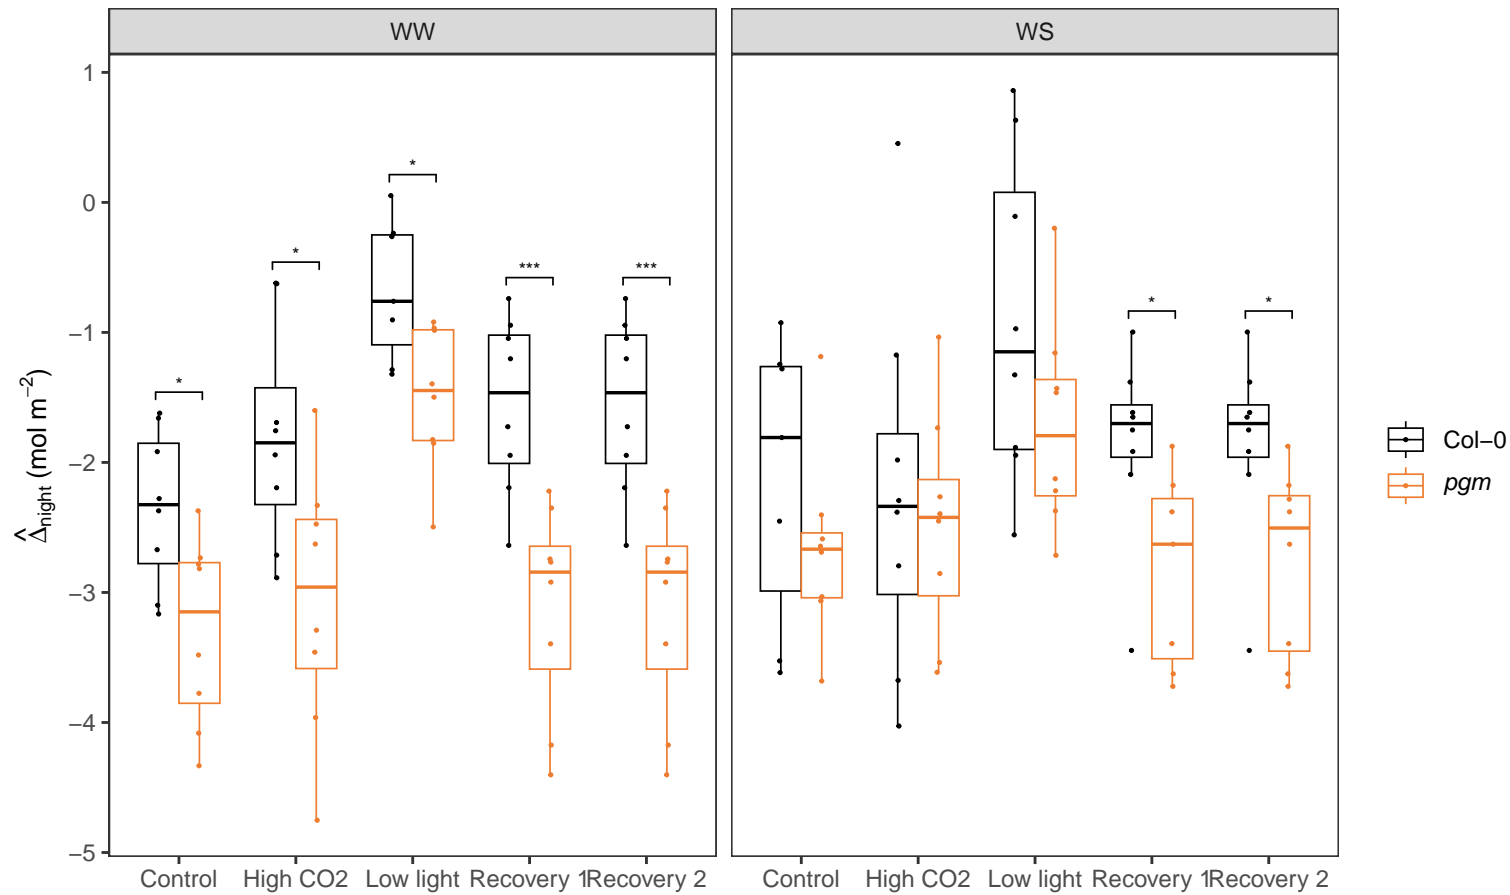 WW
WS
1
0
−1
−2
−3
−4
−5
Δ̂night (mol m−2)
*
*
*
***
***
*
*
Control High CO2 Low light Recovery 1 Recovery 2
Control High CO2 Low light Recovery 1 Recovery 2
Col−0
pgm